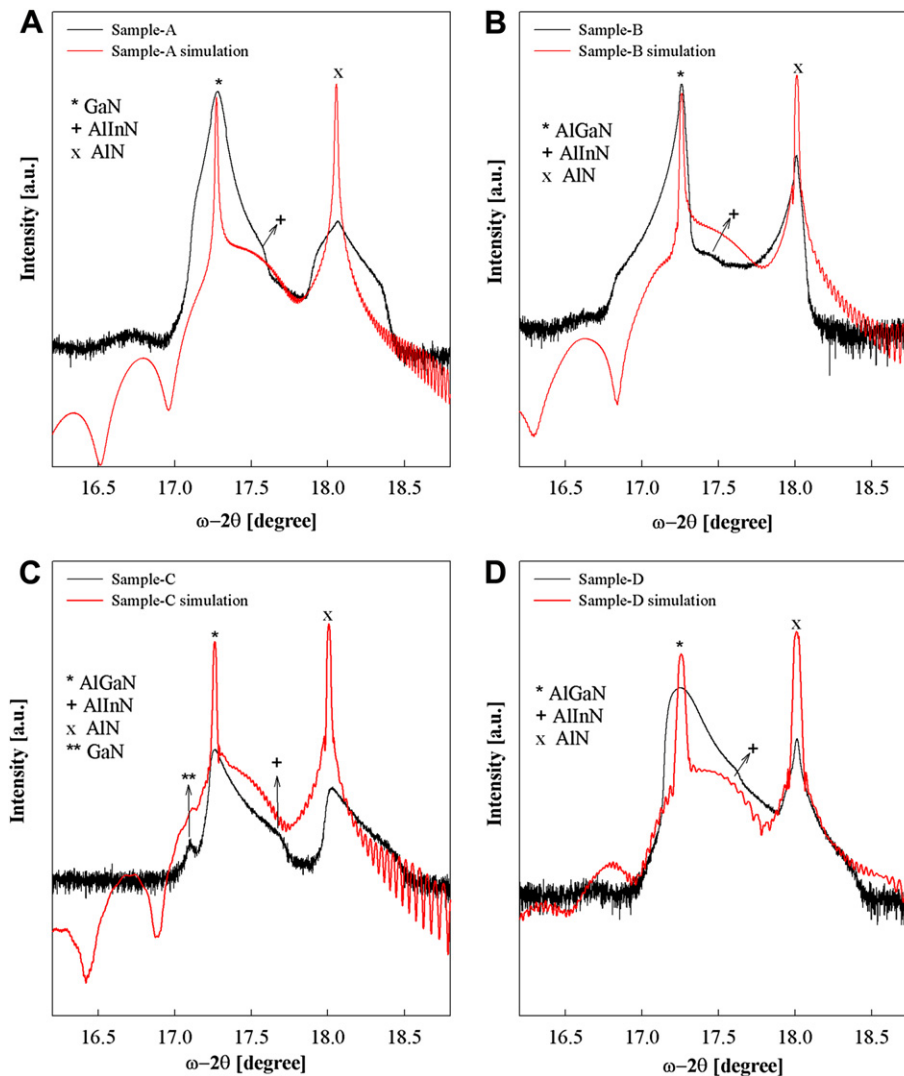 A
Sample-A
Sample-A simulation
*
x
* GaN
+ AlInN
x AlN
+
Intensity [a.u.]
16.5 17.0 17.5 18.0 18.5
ω−2θ [degree]
B
Sample-B
Sample-B simulation
*
x
* AlGaN
+ AlInN
x AlN
+
Intensity [a.u.]
16.5 17.0 17.5 18.0 18.5
ω−2θ [degree]
C
Sample-C
Sample-C simulation
*
x
* AlGaN
+ AlInN
x AlN
** GaN
**
+
Intensity [a.u.]
16.5 17.0 17.5 18.0 18.5
ω−2θ [degree]
D
Sample-D
Sample-D simulation
*
x
* AlGaN
+ AlInN
x AlN
+
Intensity [a.u.]
16.5 17.0 17.5 18.0 18.5
ω−2θ [degree]